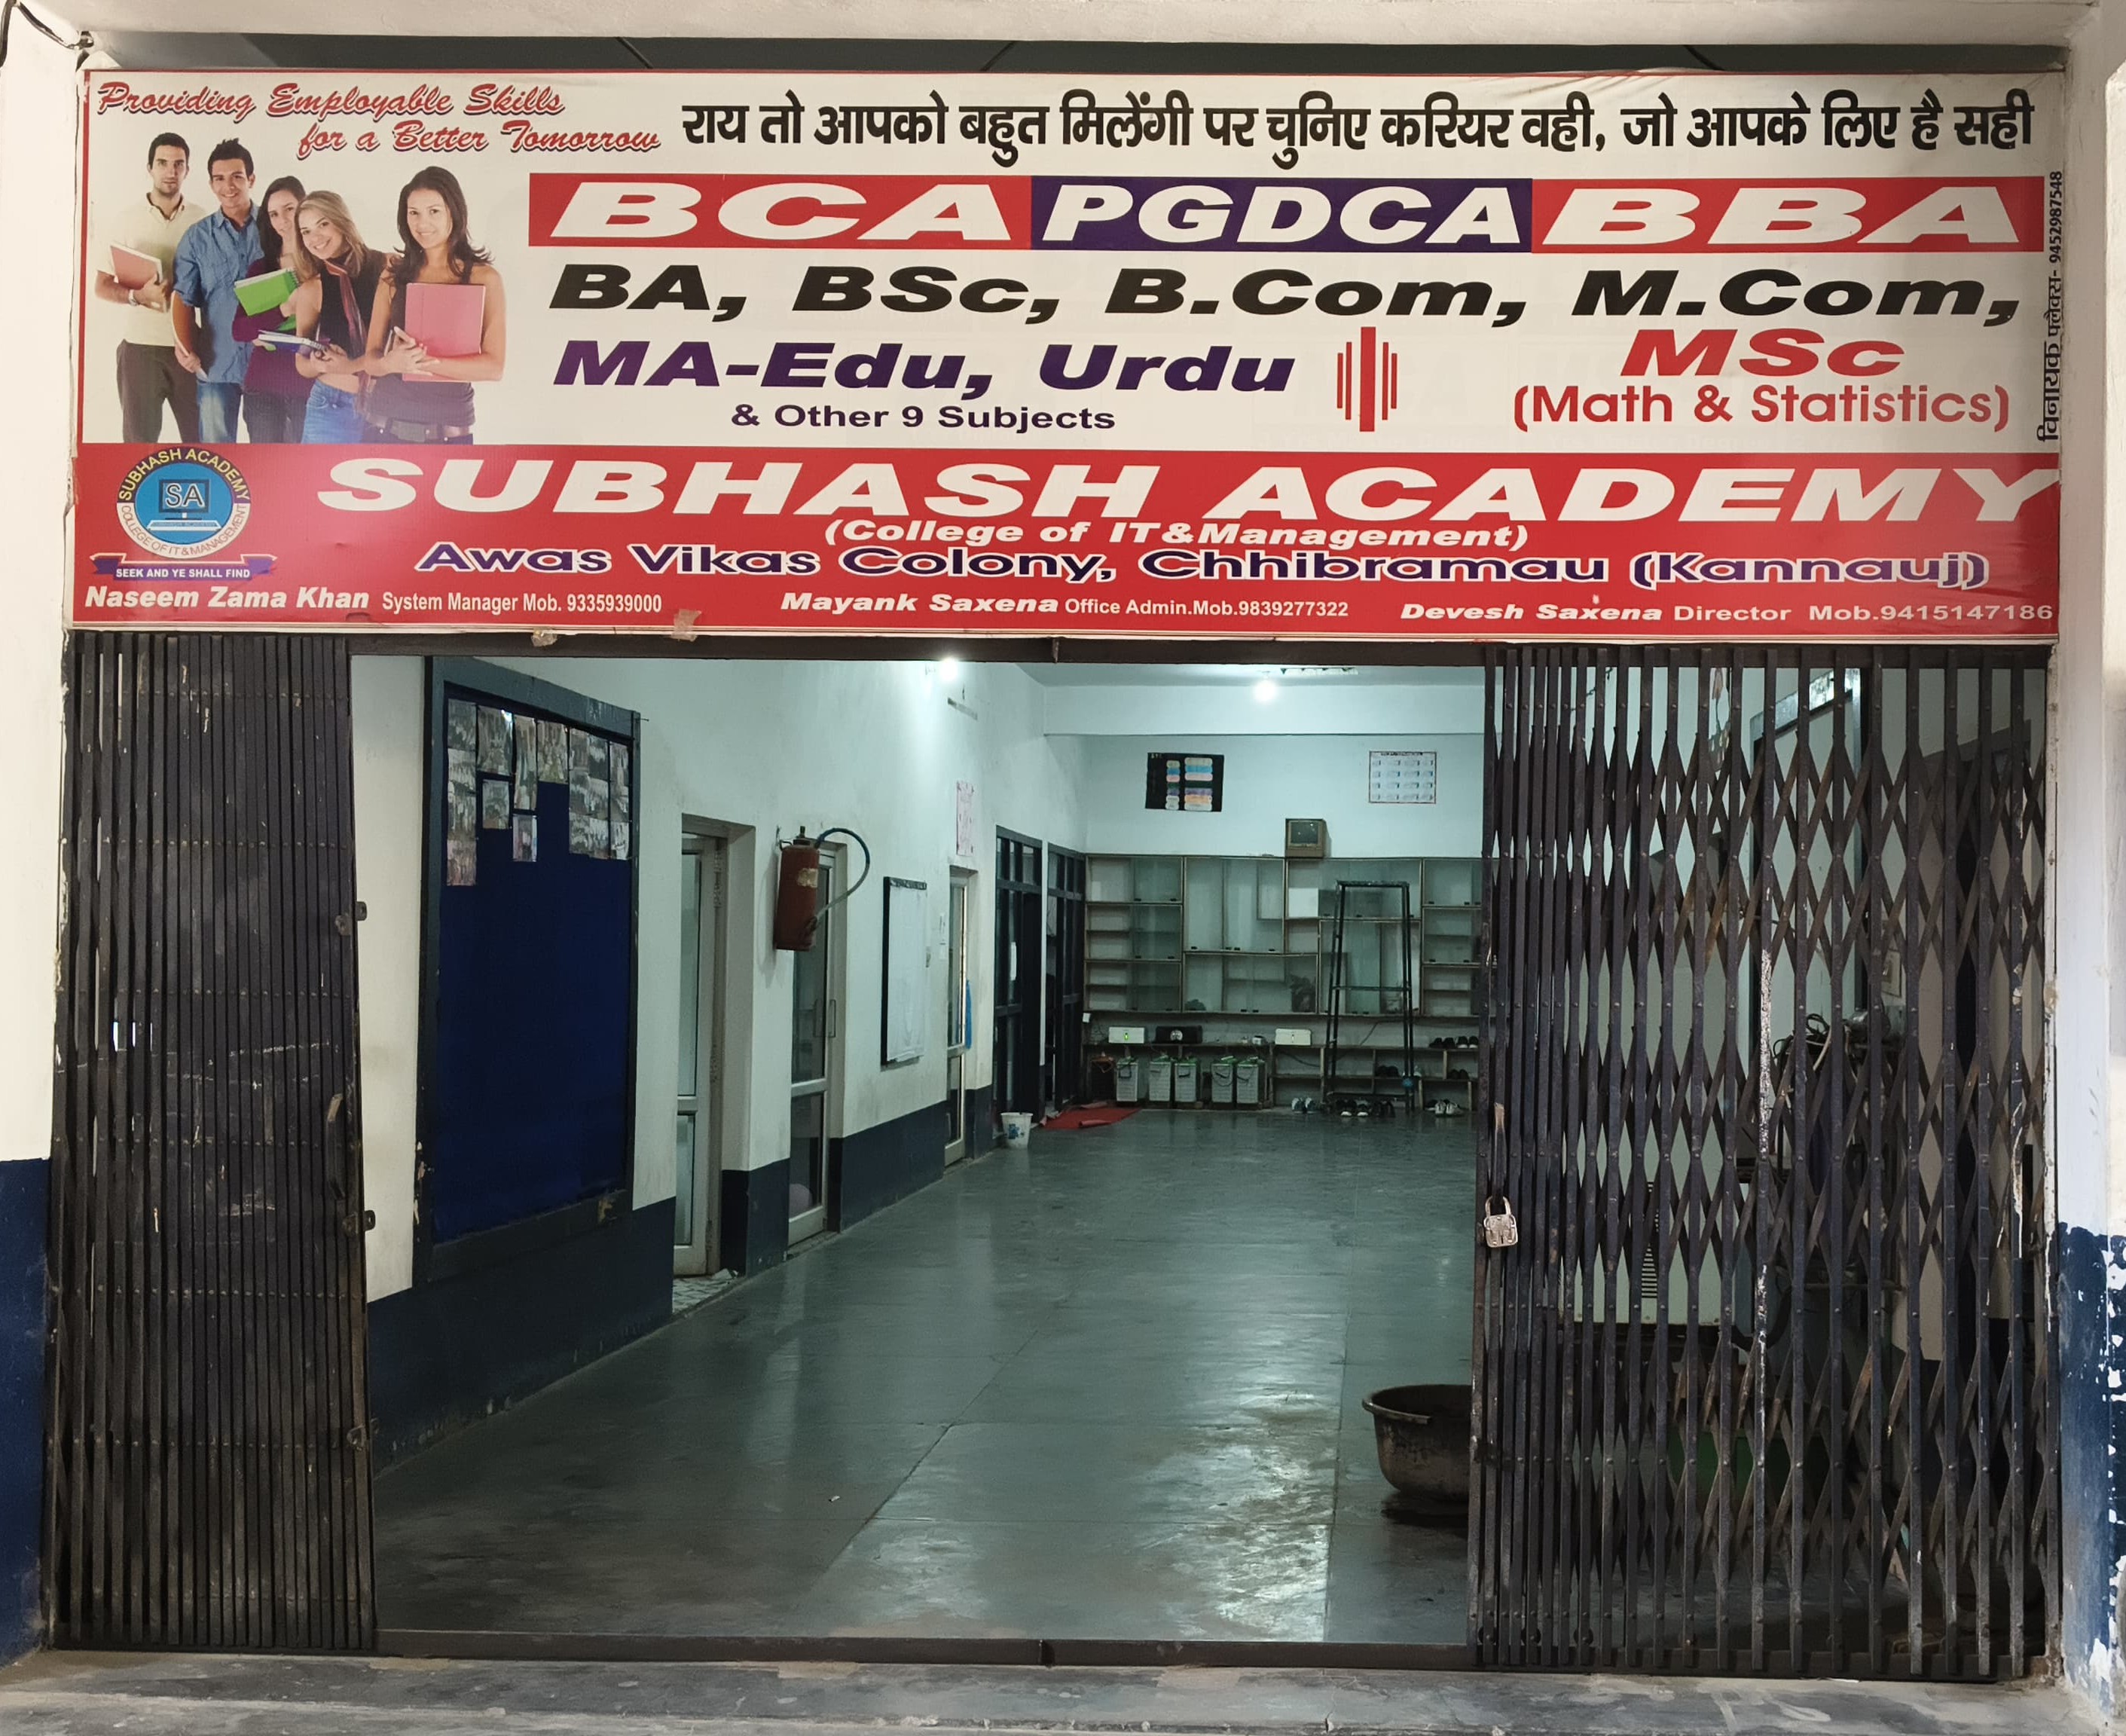 Providing Employable Skills
for a Better Tomorrow
राय तो आपको बहुत मिलेंगी पर चुनिए करियर वही, जो आपके लिए है सही
BCA PGDCA BBA
BA, BSc, B.Com, M.Com,
MA-Edu, Urdu
& Other 9 Subjects
MSc
(Math & Statistics)
विनायक फ्लेक्स- 9452987548
SUBHASH ACADEMY
SA
COLLEGE OF IT & MANAGEMENT
SEEK AND YE SHALL FIND
SUBHASH ACADEMY
(College of IT&Management)
Awas Vikas Colony, Chhibramau (Kannauj)
Naseem Zama Khan System Manager Mob. 9335939000
Mayank Saxena Office Admin.Mob.9839277322
Devesh Saxena Director Mob.9415147186